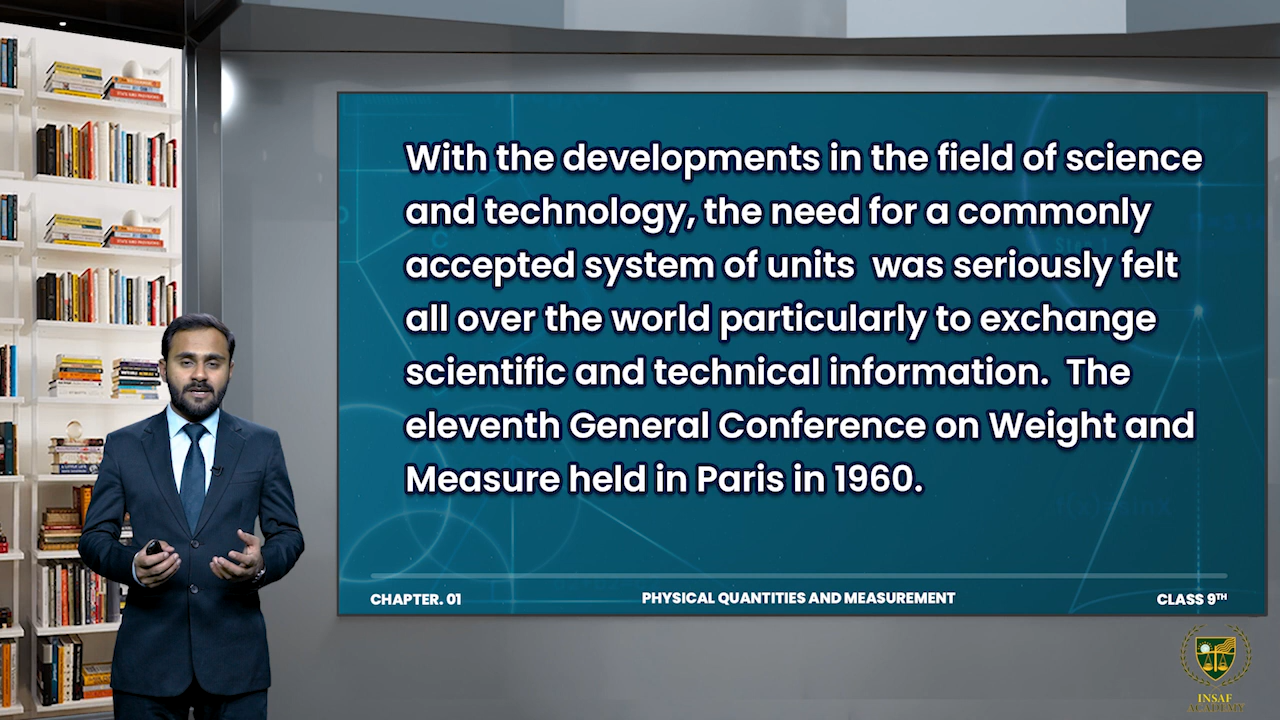 With the developments in the field of science
and technology, the need for a commonly
accepted system of units was seriously felt
all over the world particularly to exchange
scientific and technical information. The
eleventh General Conference on Weight and
Measure held in Paris in 1960.
CHAPTER. 01
PHYSICAL QUANTITIES AND MEASUREMENT
CLASS 9TH
INSAF
ACADEMY